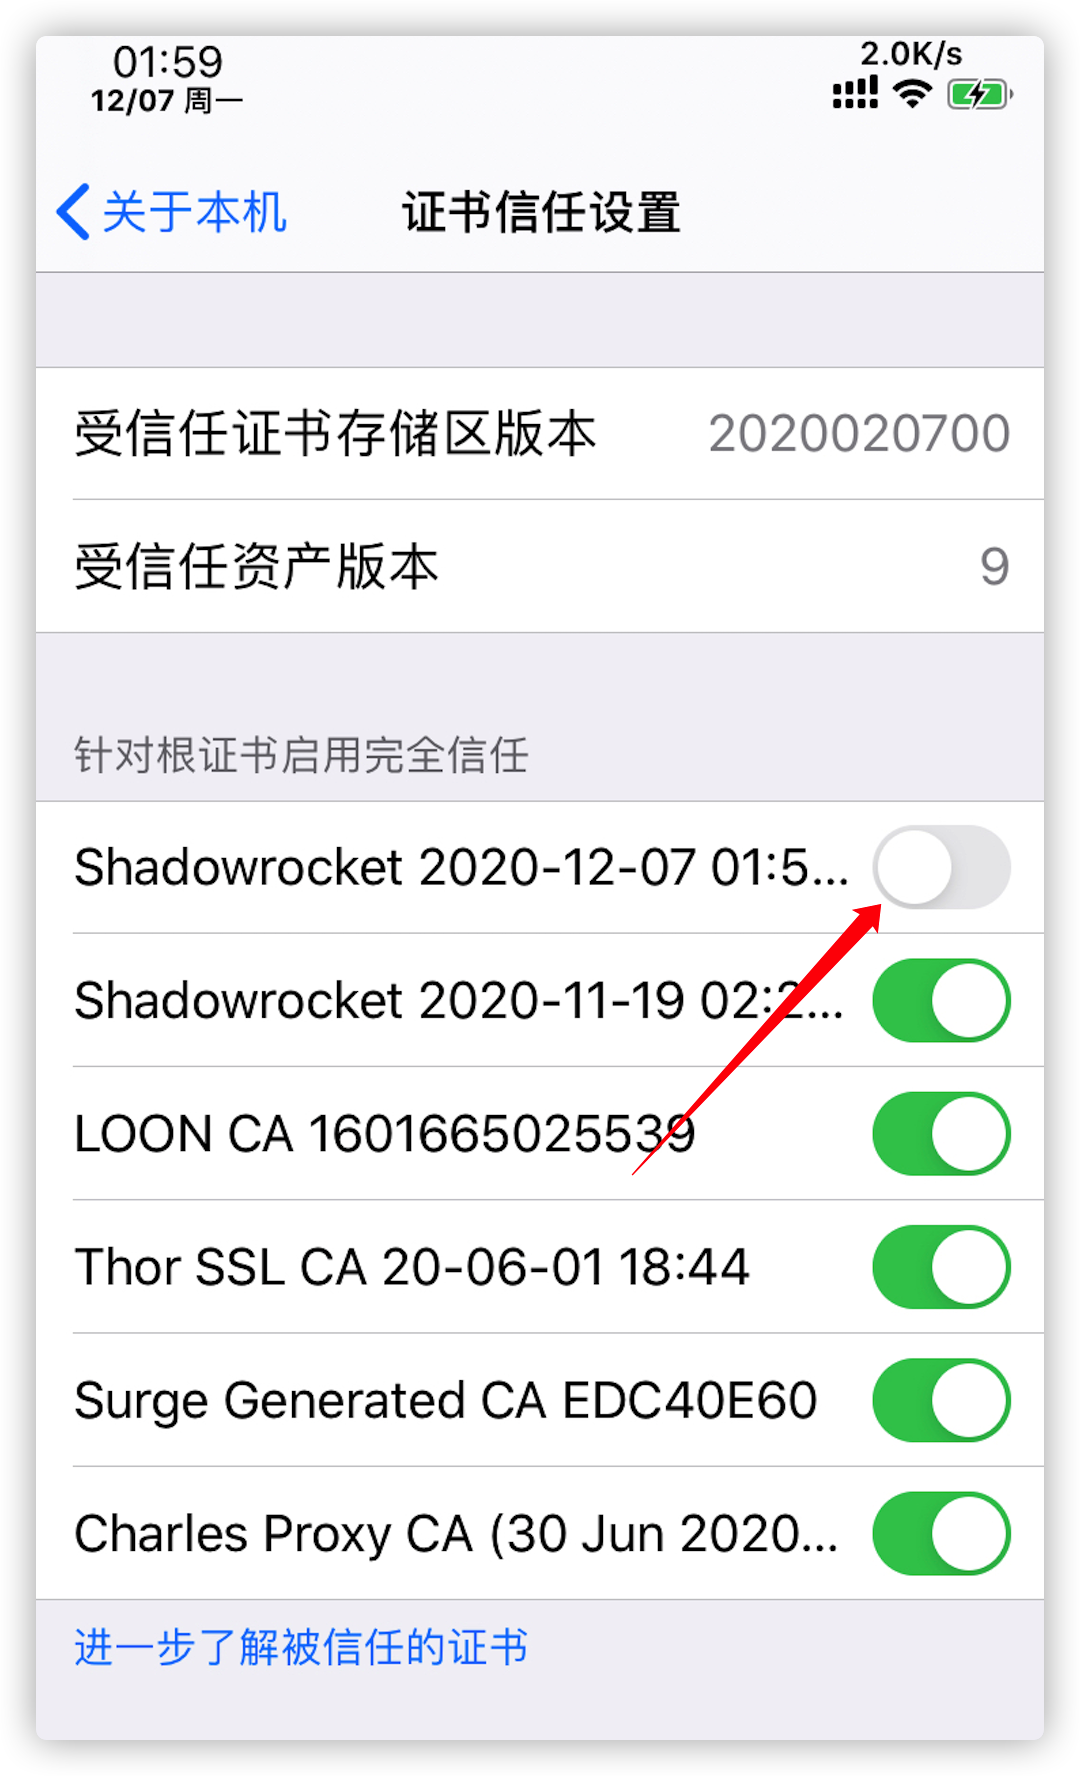 01:59
2.0K/s
12/07 周一
关于本机
证书信任设置
受信任证书存储区版本 2020020700
受信任资产版本 9
针对根证书启用完全信任
Shadowrocket 2020-12-07 01:5...
Shadowrocket 2020-11-19 02:2...
LOON CA 1601665025539
Thor SSL CA 20-06-01 18:44
Surge Generated CA EDC40E60
Charles Proxy CA (30 Jun 2020...
进一步了解被信任的证书